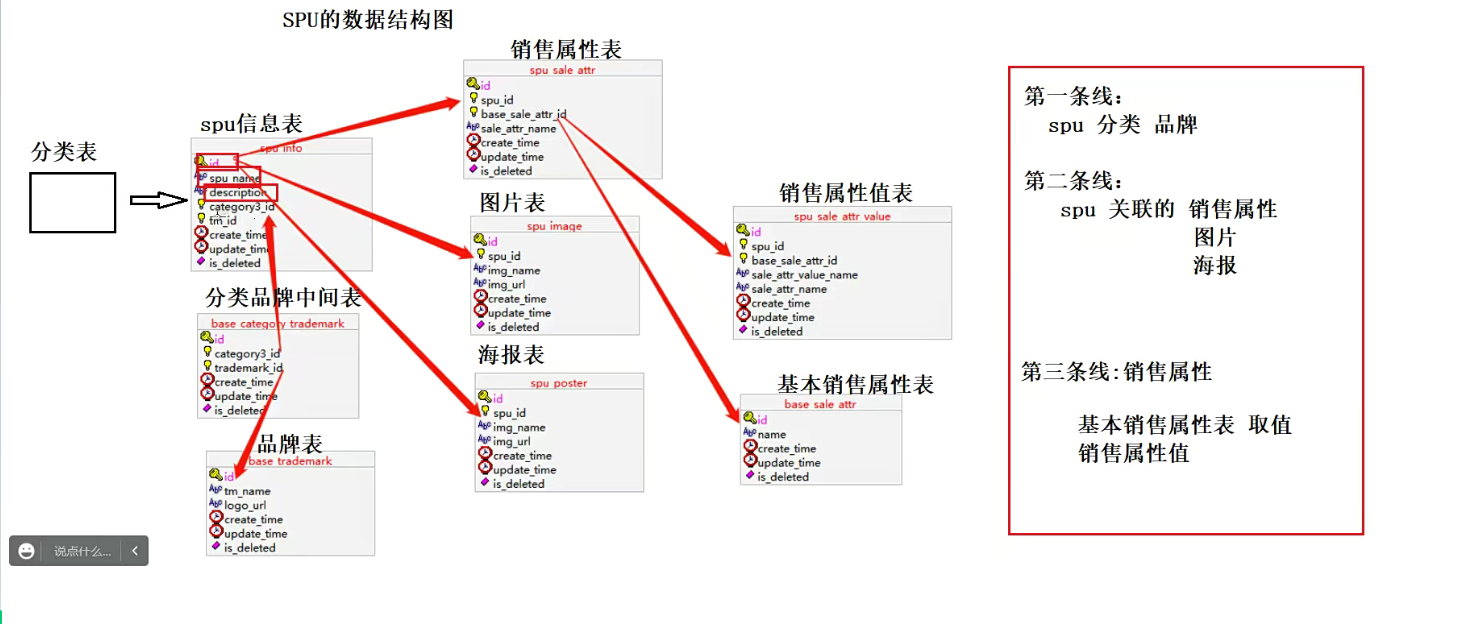 SPU的数据结构图
分类表
spu信息表
spu info
id
spu_name
description
category3_id
tm_id
create_time
update_time
is_deleted
分类品牌中间表
base category trademark
id
category3_id
trademark_id
create_time
update_time
is_deleted
品牌表
base trademark
id
tm_name
logo_url
create_time
update_time
is_deleted
销售属性表
spu sale attr
id
spu_id
base_sale_attr_id
sale_attr_name
create_time
update_time
is_deleted
图片表
spu image
id
spu_id
img_name
img_url
create_time
update_time
is_deleted
海报表
spu poster
id
spu_id
img_name
img_url
create_time
update_time
is_deleted
销售属性值表
spu sale attr value
id
spu_id
base_sale_attr_id
sale_attr_value_name
sale_attr_name
create_time
update_time
is_deleted
基本销售属性表
base sale attr
id
name
create_time
update_time
is_deleted
第一条线：
spu 分类 品牌
第二条线：
spu 关联的 销售属性
图片
海报
第三条线:销售属性
基本销售属性表 取值
销售属性值
说点什么...